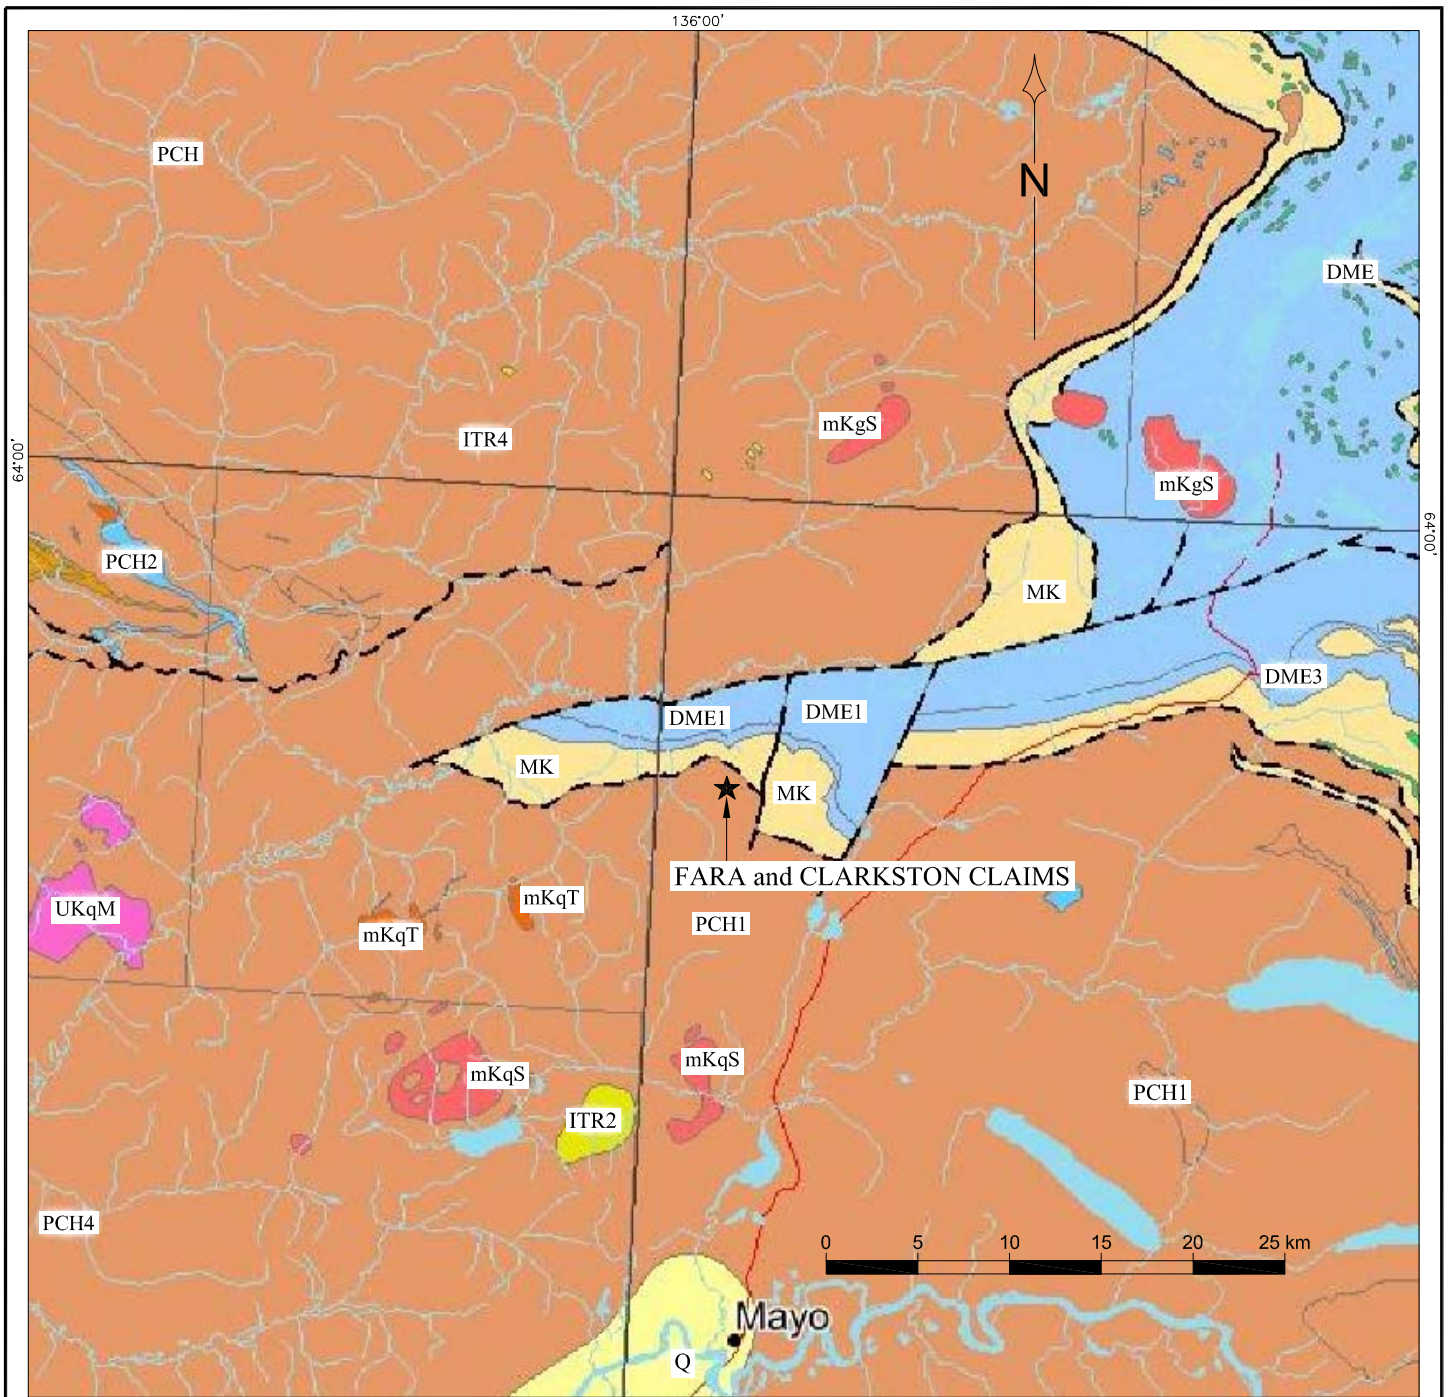 136°00'
PCH
N
DME
mKgS
ITR4
64°00'
mKgS
64°00'
PCH2
MK
DME3
DME1
DME1
MK
MK
FARA and CLARKSTON CLAIMS
mKqT
UKqM
PCH1
mKqT
mKqS
mKqS
PCH1
ITR2
PCH4
0 5 10 15 20 25 km
Mayo
Q